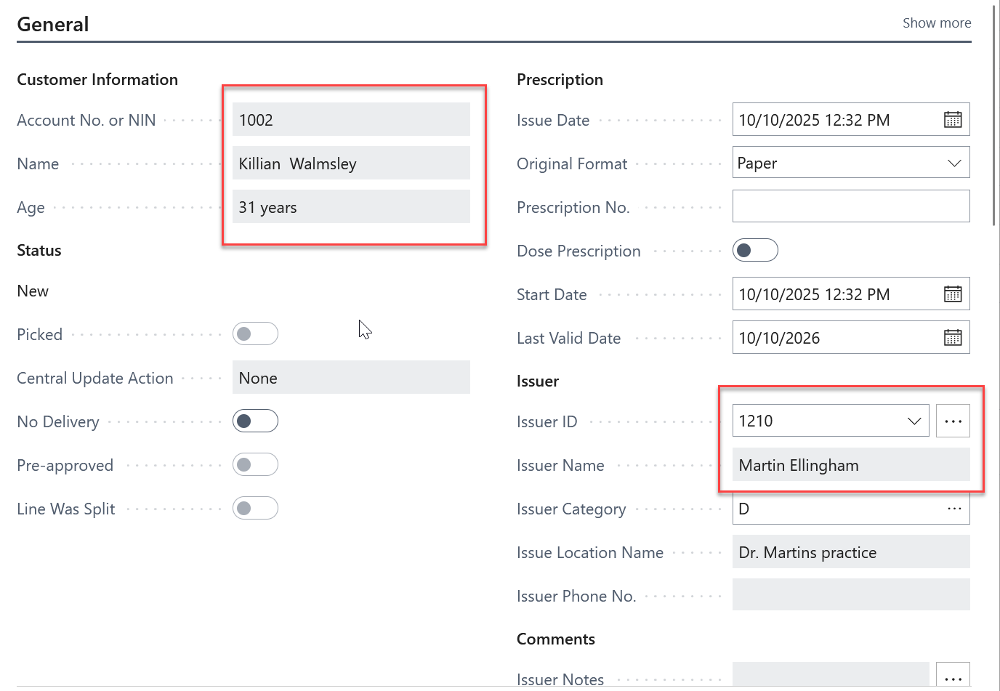 General
Show more
Customer Information
Account No. or NIN
1002
Name
Killian  Walmsley
Age
31 years
Status
New
Picked
Central Update Action
None
No Delivery
Pre-approved
Line Was Split
Prescription
Issue Date
10/10/2025 12:32 PM
Original Format
Paper
Prescription No.
Dose Prescription
Start Date
10/10/2025 12:32 PM
Last Valid Date
10/10/2026
Issuer
Issuer ID
1210
Issuer Name
Martin Ellingham
Issuer Category
D
Issue Location Name
Dr. Martins practice
Issuer Phone No.
Comments
Issuer Notes